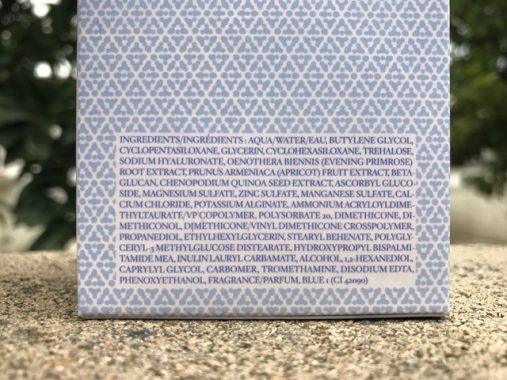 INGREDIENTS/INGRÉDIENTS : AQUA/WATER/EAU, BUTYLENE GLYCOL,
CYCLOPENTASILOXANE, GLYCERIN, CYCLOHEXASILOXANE, TREHALOSE,
SODIUM HYALURONATE, OENOTHERA BIENNIS (EVENING PRIMROSE)
ROOT EXTRACT, PRUNUS ARMENIACA (APRICOT) FRUIT EXTRACT, BETA-
GLUCAN, CHENOPODIUM QUINOA SEED EXTRACT, ASCORBYL GLUCO
SIDE, MAGNESIUM SULFATE, ZINC SULFATE, MANGANESE SULFATE, CAL-
CIUM CHLORIDE, POTASSIUM ALGINATE, AMMONIUM ACRYLOYLDIME-
THYLTAURATE/VP COPOLYMER, POLYSORBATE 20, DIMETHICONE, DI-
METHICONOL, DIMETHICONE/VINYL DIMETHICONE CROSSPOLYMER,
PROPANEDIOL, ETHYLHEXYLGLYCERIN, STEARYL BEHENATE, POLYGL
YCERYL-3 METHYLGLUCOSE DISTEARATE, HYDROXYPROPYL BISPALMI-
TAMIDE MEA, INULIN LAURYL CARBAMATE, ALCOHOL, 1,2-HEXANEDIOL,
CAPRYLYL GLYCOL, CARBOMER, TROMETHAMINE, DISODIUM EDTA,
PHENOXYETHANOL, FRAGRANCE/PARFUM, BLUE 1 (CI 42090)